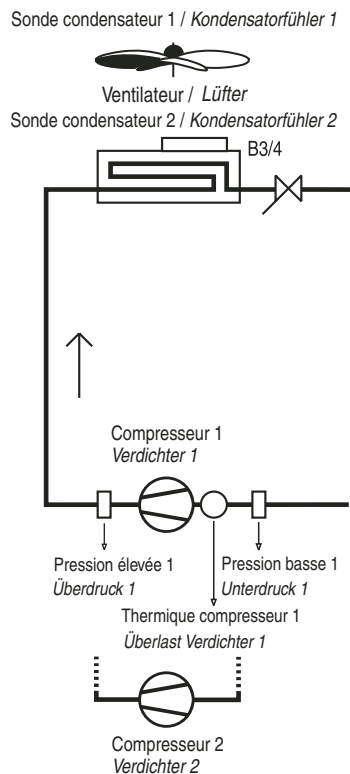 Sonde condensateur 1 / Kondensatorfühler 1
Ventilateur / Lüfter
Sonde condensateur 2 / Kondensatorfühler 2
B3/4
Compresseur 1
Verdichter 1
Pression élevée 1
Überdruck 1
Pression basse 1
Unterdruck 1
Thermique compresseur 1
Überlast Verdichter 1
Compresseur 2
Verdichter 2